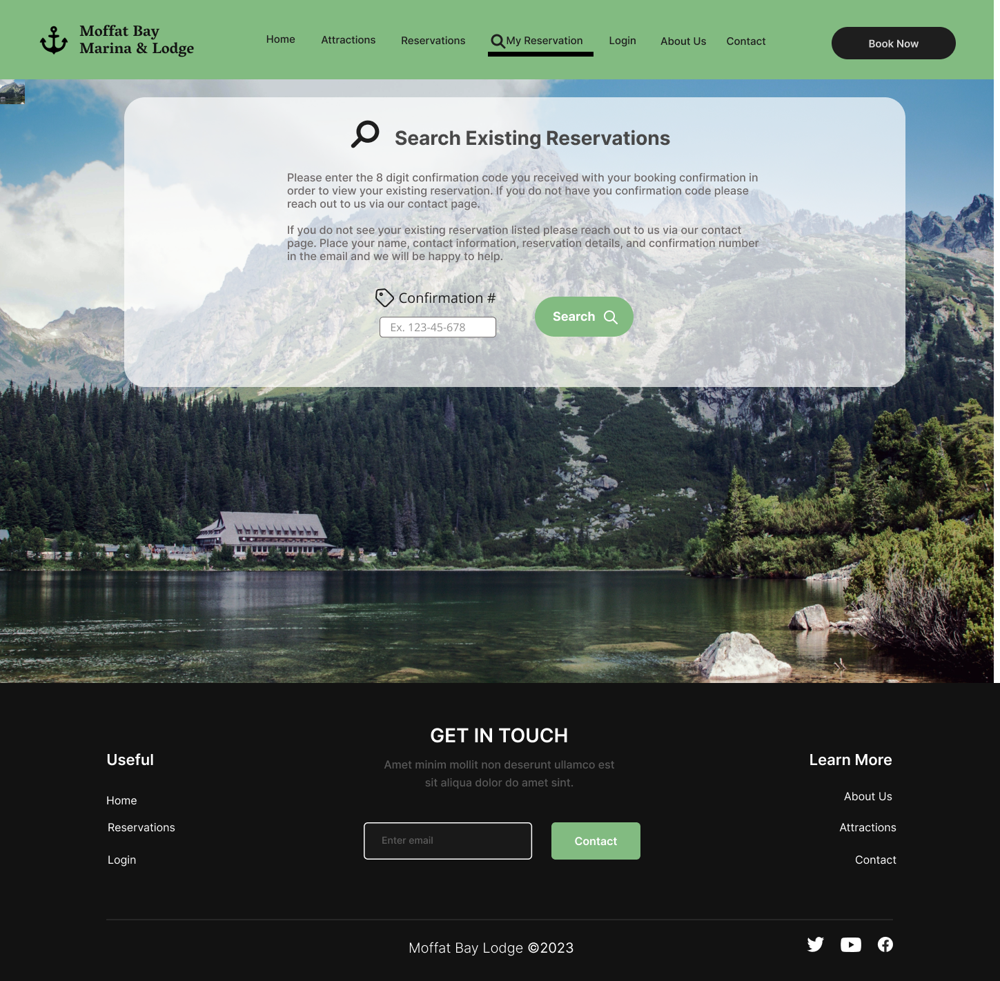 Moffat Bay
Marina & Lodge
Home
Attractions
Reservations
My Reservation
Login
About Us
Contact
Book Now
Search Existing Reservations
Please enter the 8 digit confirmation code you received with your booking confirmation in
order to view your existing reservation. If you do not have you confirmation code please
reach out to us via our contact page.
If you do not see your existing reservation listed please reach out to us via our contact
page. Place your name, contact information, reservation details, and confirmation number
in the email and we will be happy to help.
Confirmation #
Ex. 123-45-678
Search
GET IN TOUCH
Amet minim mollit non deserunt ullamco est
sit aliqua dolor do amet sint.
Enter email
Contact
Useful
Home
Reservations
Login
Learn More
About Us
Attractions
Contact
Moffat Bay Lodge ©2023